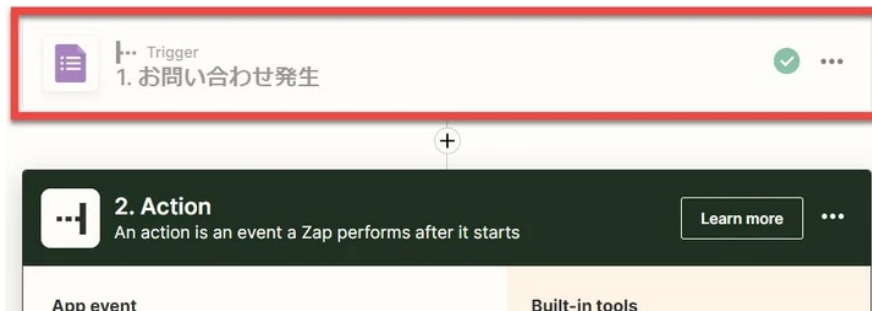 Trigger
1. お問い合わせ発生
2. Action
An action is an event a Zap performs after it starts
Learn more
App event
Built-in tools